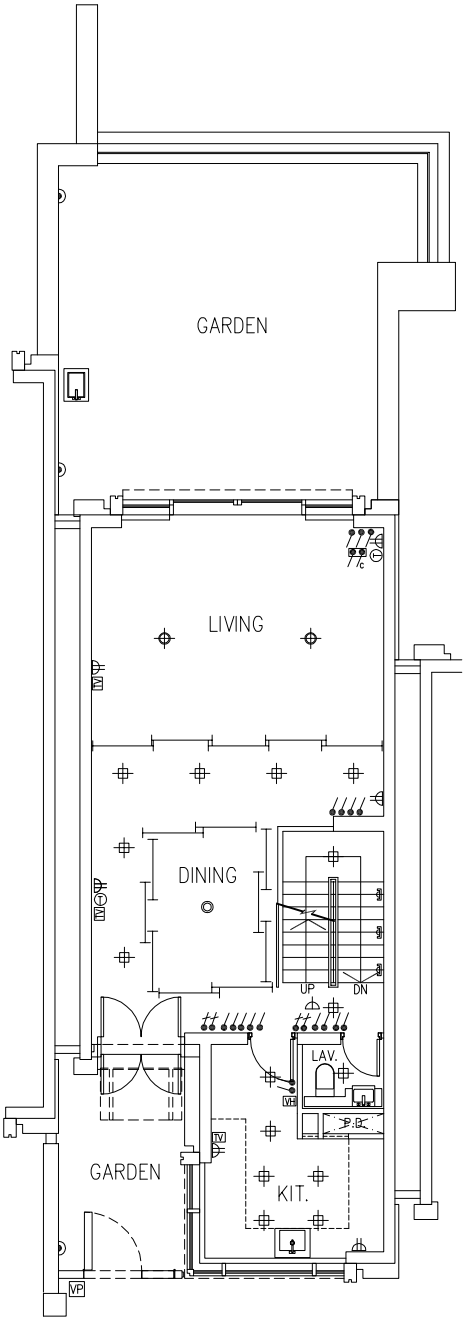 GARDEN
LIVING
T
C
TV
DINING
T
TV
UP
DN
LAV.
VH
P.D.
TV
GARDEN
KIT.
VP